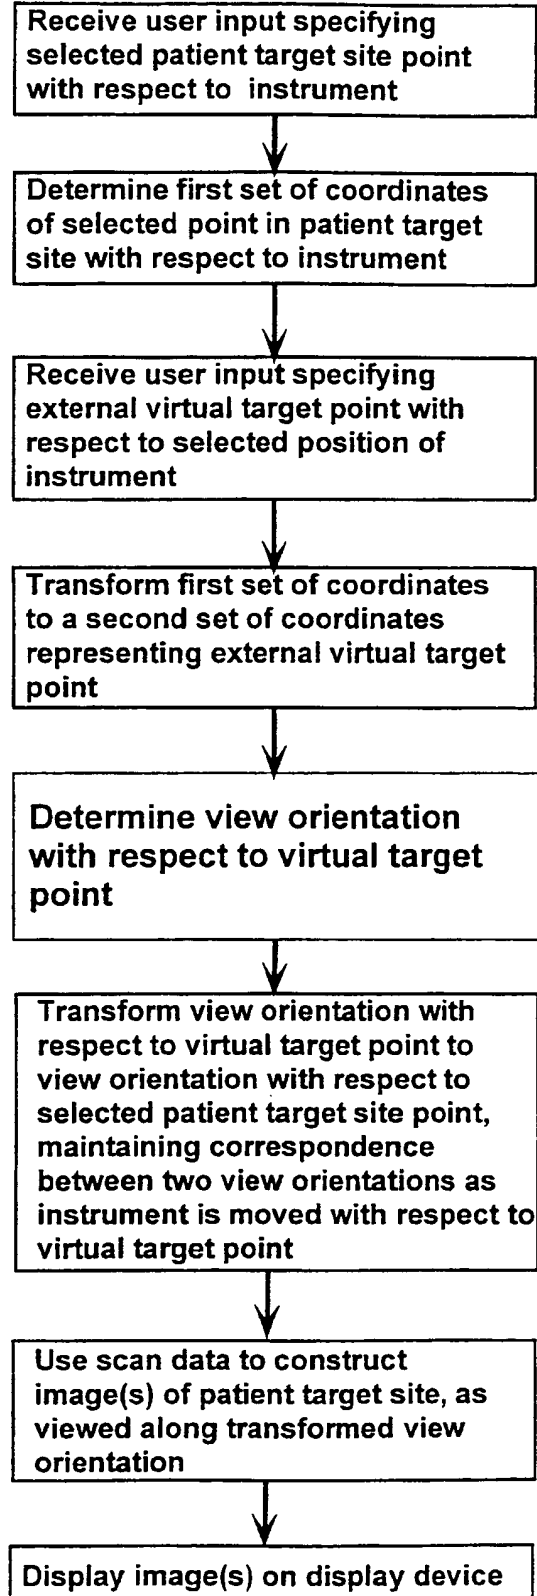 Receive user input specifying
selected patient target site point
with respect to instrument
Determine first set of coordinates
of selected point in patient target
site with respect to instrument
Receive user input specifying
external virtual target point with
respect to selected position of
instrument
Transform first set of coordinates
to a second set of coordinates
representing external virtual target
point
Determine view orientation
with respect to virtual target
point
Transform view orientation with
respect to virtual target point to
view orientation with respect to
selected patient target site point,
maintaining correspondence
between two view orientations as
instrument is moved with respect to
virtual target point
Use scan data to construct
image(s) of patient target site, as
viewed along transformed view
orientation
Display image(s) on display device